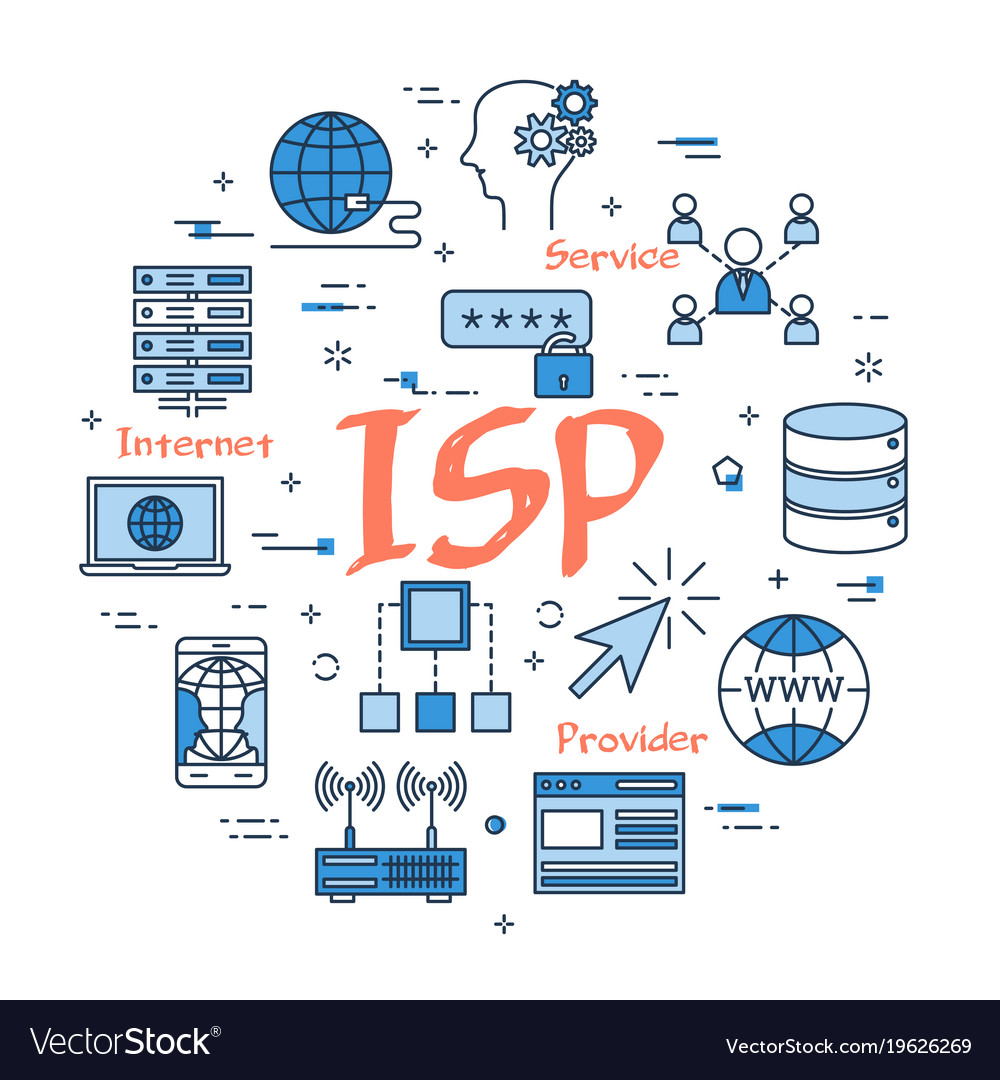 Service
****
ISP
Internet
WWW
Provider
VectorStock®
VectorStock.com/19626269